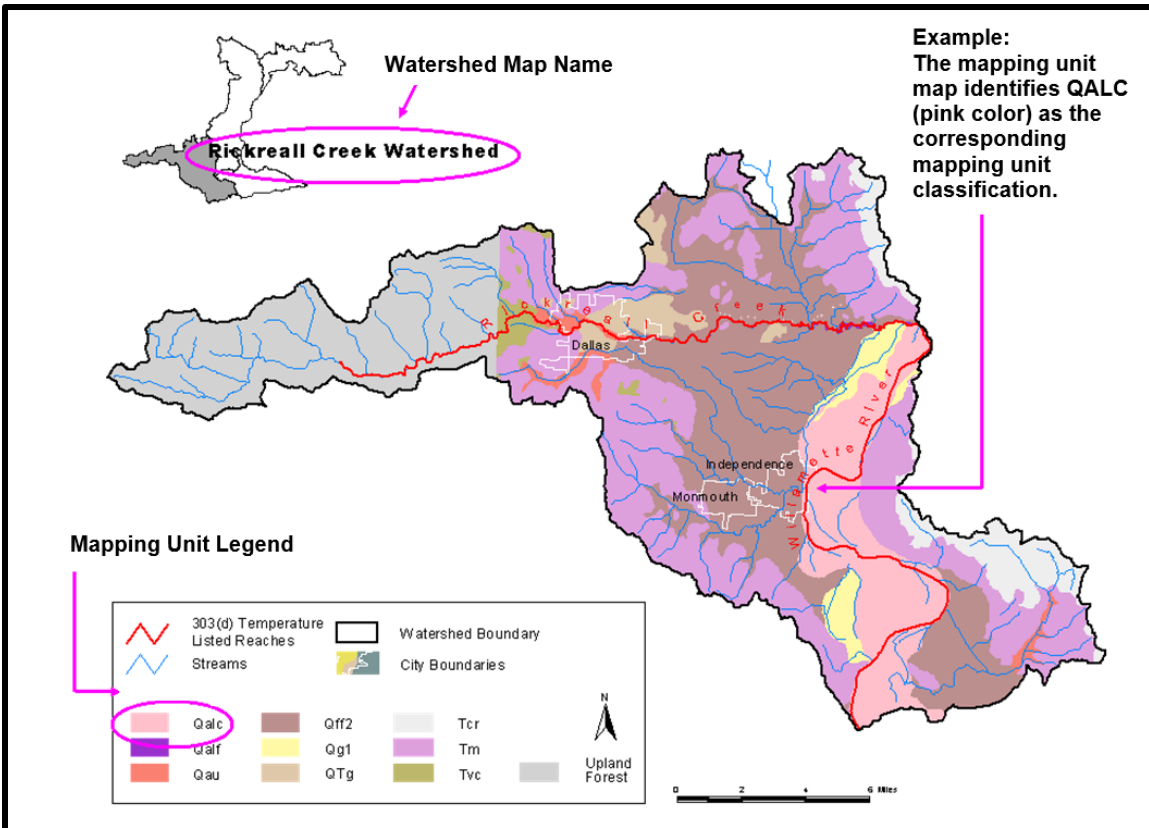 Watershed Map Name
Rickreall Creek Watershed
Example:
The mapping unit
map identifies QALC
(pink color) as the
corresponding
mapping unit
classification.
Rickreall Creek
Dallas
Willamette River
Independence
Monmouth
Mapping Unit Legend
303(d) Temperature
Listed Reaches
Watershed Boundary
Streams
City Boundaries
N
Qalc
Qff2
Tcr
Qalf
Qg1
Tm
Qau
QTg
Tvc
Upland
Forest
0 2 4 6 Miles